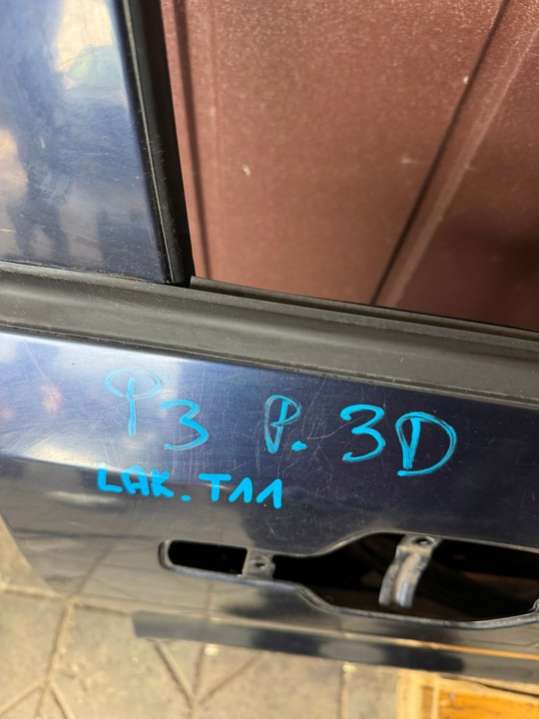 P3 P. 3D
LAK. T11